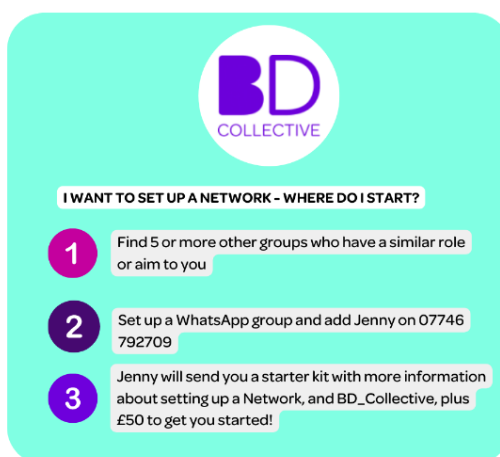 BD
COLLECTIVE
I WANT TO SET UP A NETWORK - WHERE DO I START?
1
Find 5 or more other groups who have a similar role
or aim to you
2
Set up a WhatsApp group and add Jenny on 07746
792709
3
Jenny will send you a starter kit with more information
about setting up a Network, and BD_Collective, plus
£50 to get you started!